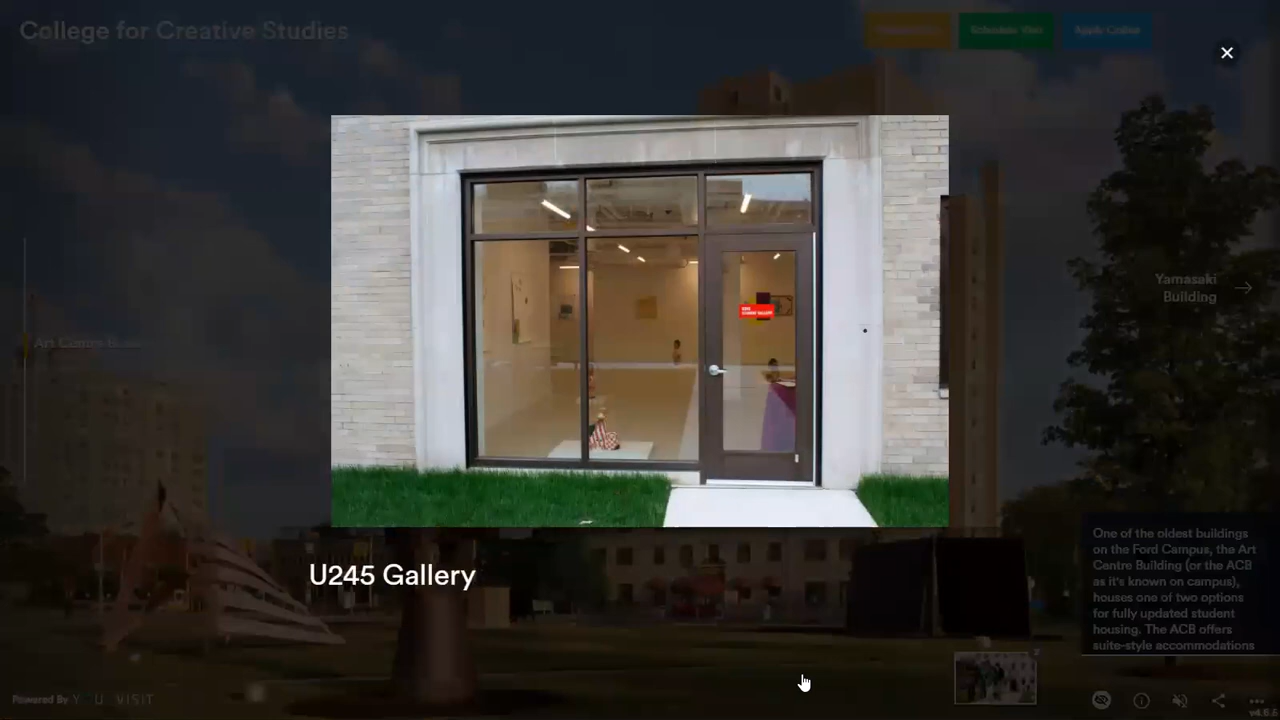 College for Creative Studies
Schedule Visit
Apply Online
Yamasaki
Building
U245 Gallery
One of the oldest buildings
on the Ford Campus, the Art
Centre Building (or the ACB
as it's known on campus),
houses one of two options
for fully updated student
housing. The ACB offers
suite-style accommodations
Powered By YOUVISIT